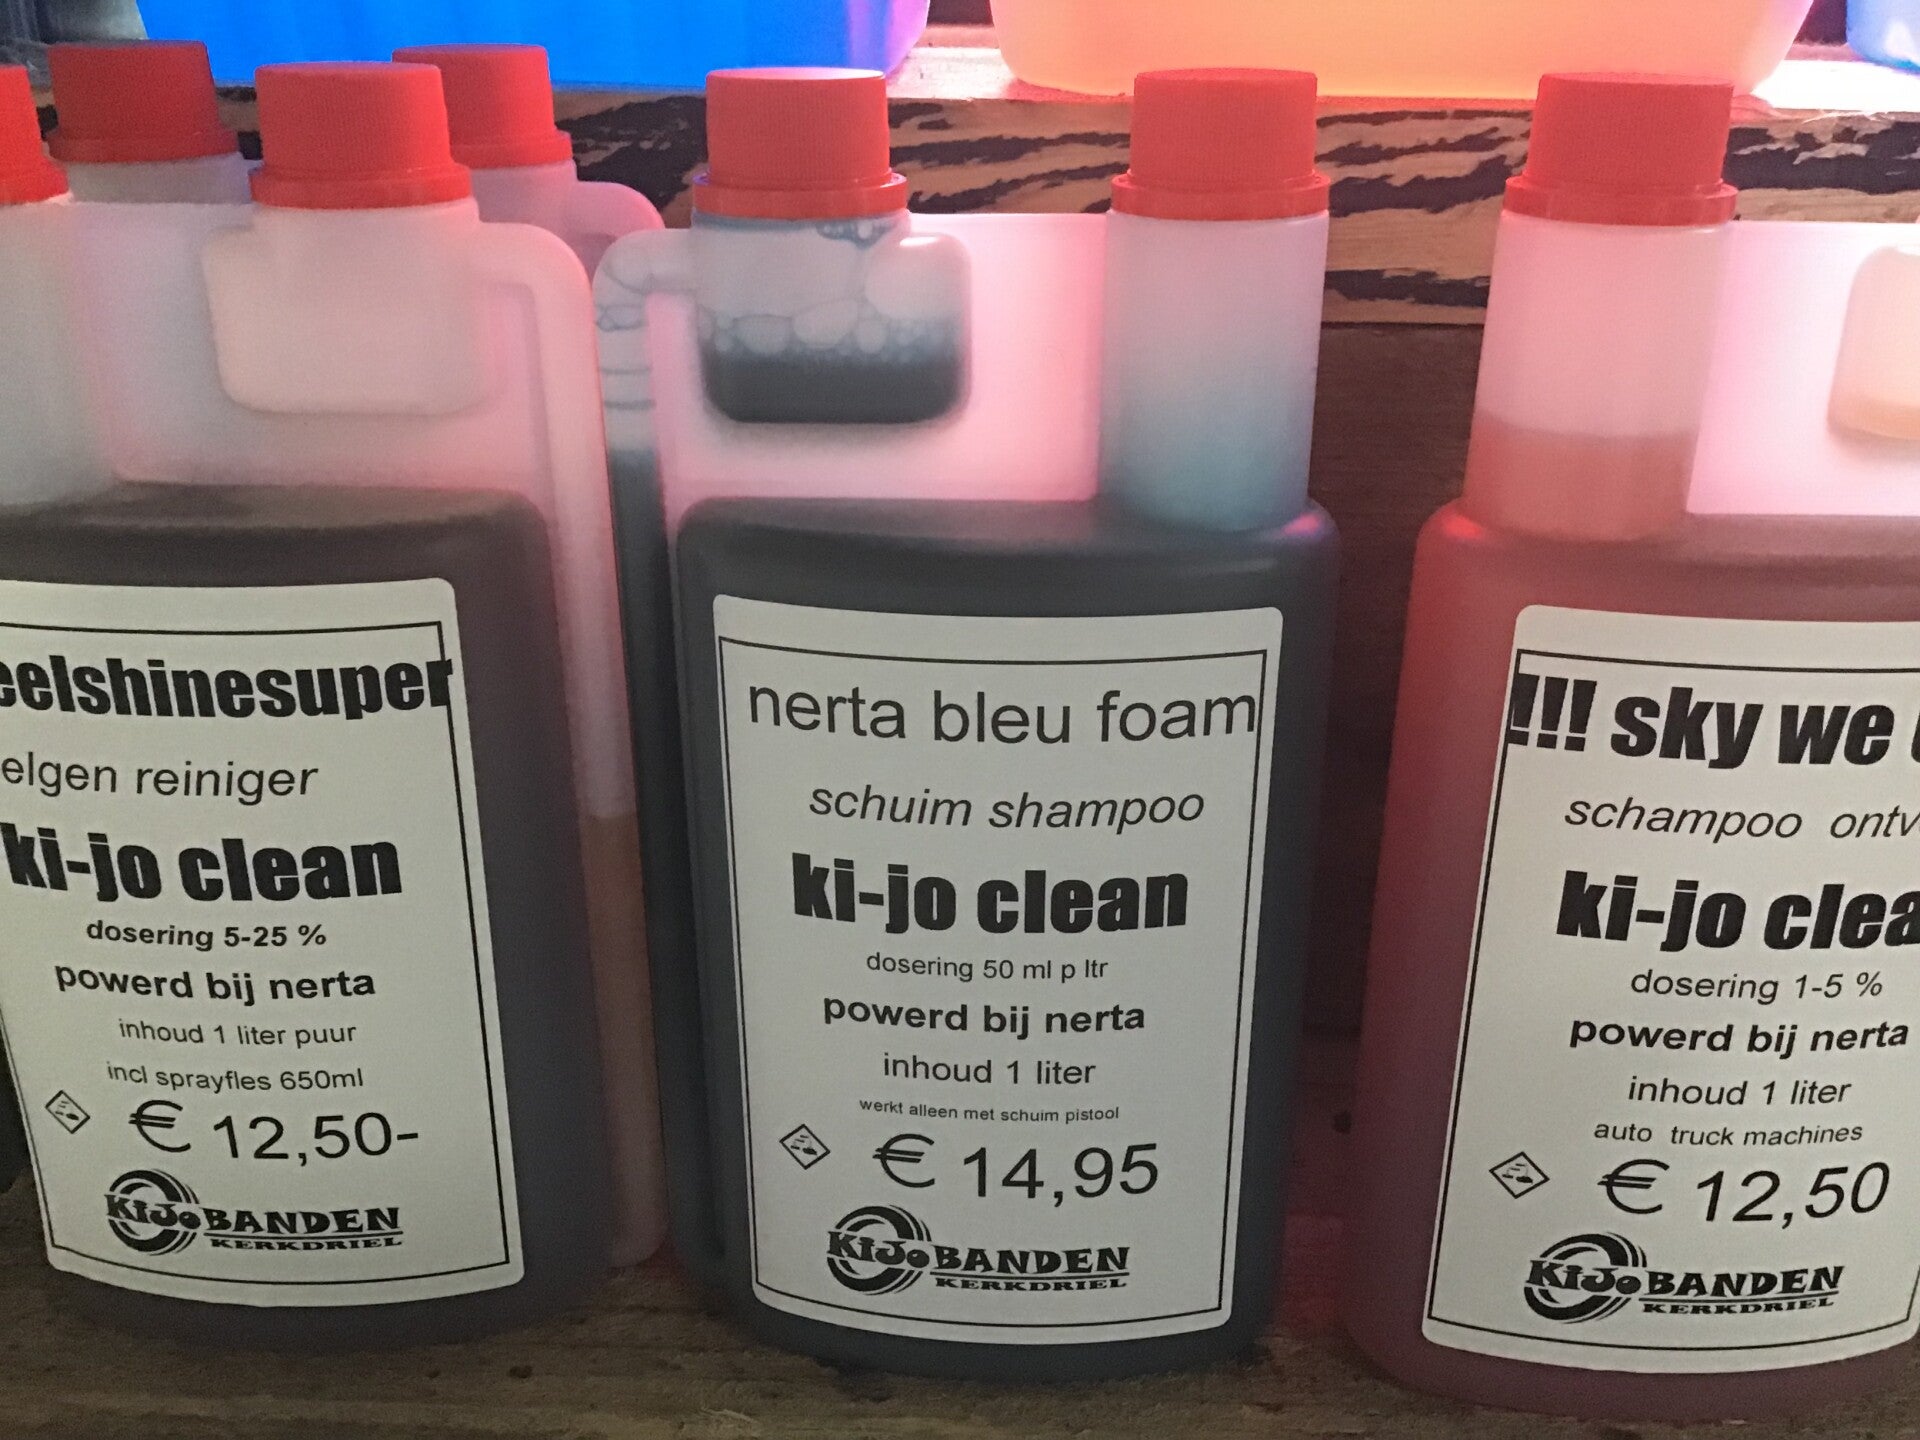 eelshinesuper
elgen reiniger
ki-jo clean
dosering 5-25 %
powerd bij nerta
inhoud 1 liter puur
incl sprayfles 650ml
€ 12,50-
KiJo BANDEN
KERKDRIEL
nerta bleu foam
schuim shampoo
ki-jo clean
dosering 50 ml p ltr
powerd bij nerta
inhoud 1 liter
werkt alleen met schuim pistool
€ 14,95
KiJo BANDEN
KERKDRIEL
!!! sky we
schampoo ontv
ki-jo clea
dosering 1-5 %
powerd bij nerta
inhoud 1 liter
auto truck machines
€ 12,50
KiJo BANDEN
KERKDRIEL